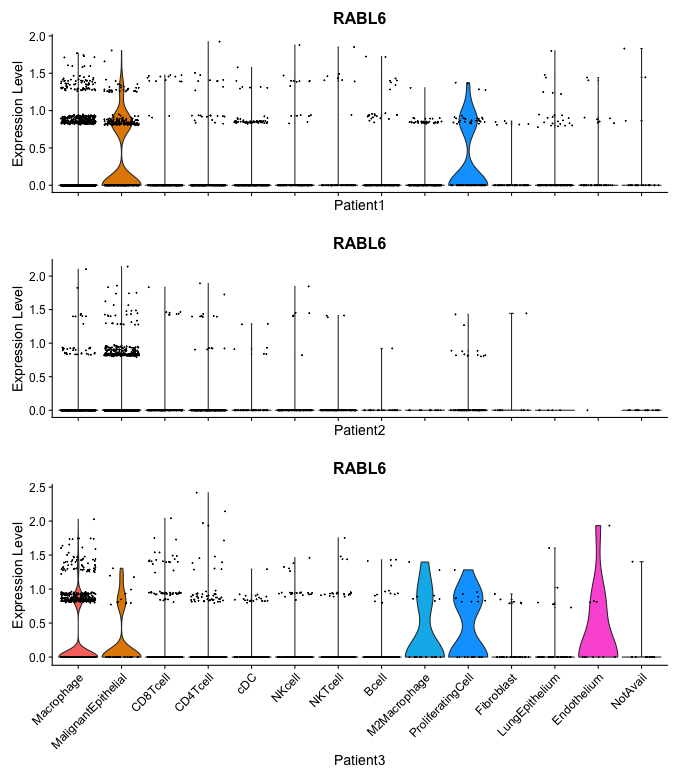 RABL6
Expression Level
2.0
1.5
1.0
0.5
0.0
Patient1
RABL6
Expression Level
2.0
1.5
1.0
0.5
0.0
Patient2
RABL6
Expression Level
2.5
2.0
1.5
1.0
0.5
0.0
Macrophage
MalignantEpithelial
CD8Tcell
CD4Tcell
cDC
NKcell
NKTcell
Bcell
M2Macrophage
ProliferatingCell
Fibroblast
LungEpithelium
Endothelium
NotAvail
Patient3